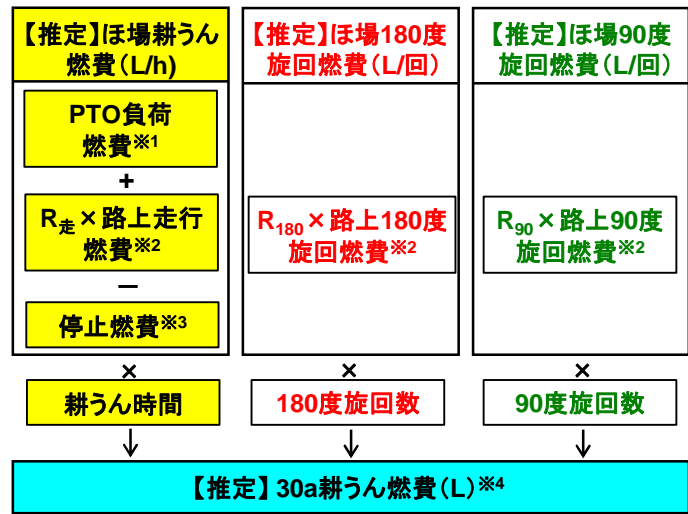 【推定】ほ場耕うん
燃費(L/h)
PTO負荷
燃費※1
+
R走×路上走行
燃費※2
－
停止燃費※3
×
耕うん時間
↓
【推定】ほ場180度
旋回燃費(L/回)
R180×路上180度
旋回燃費※2
×
180度旋回数
↓
【推定】ほ場90度
旋回燃費(L/回)
R90×路上90度
旋回燃費※2
×
90度旋回数
↓
【推定】30a耕うん燃費(L)※4